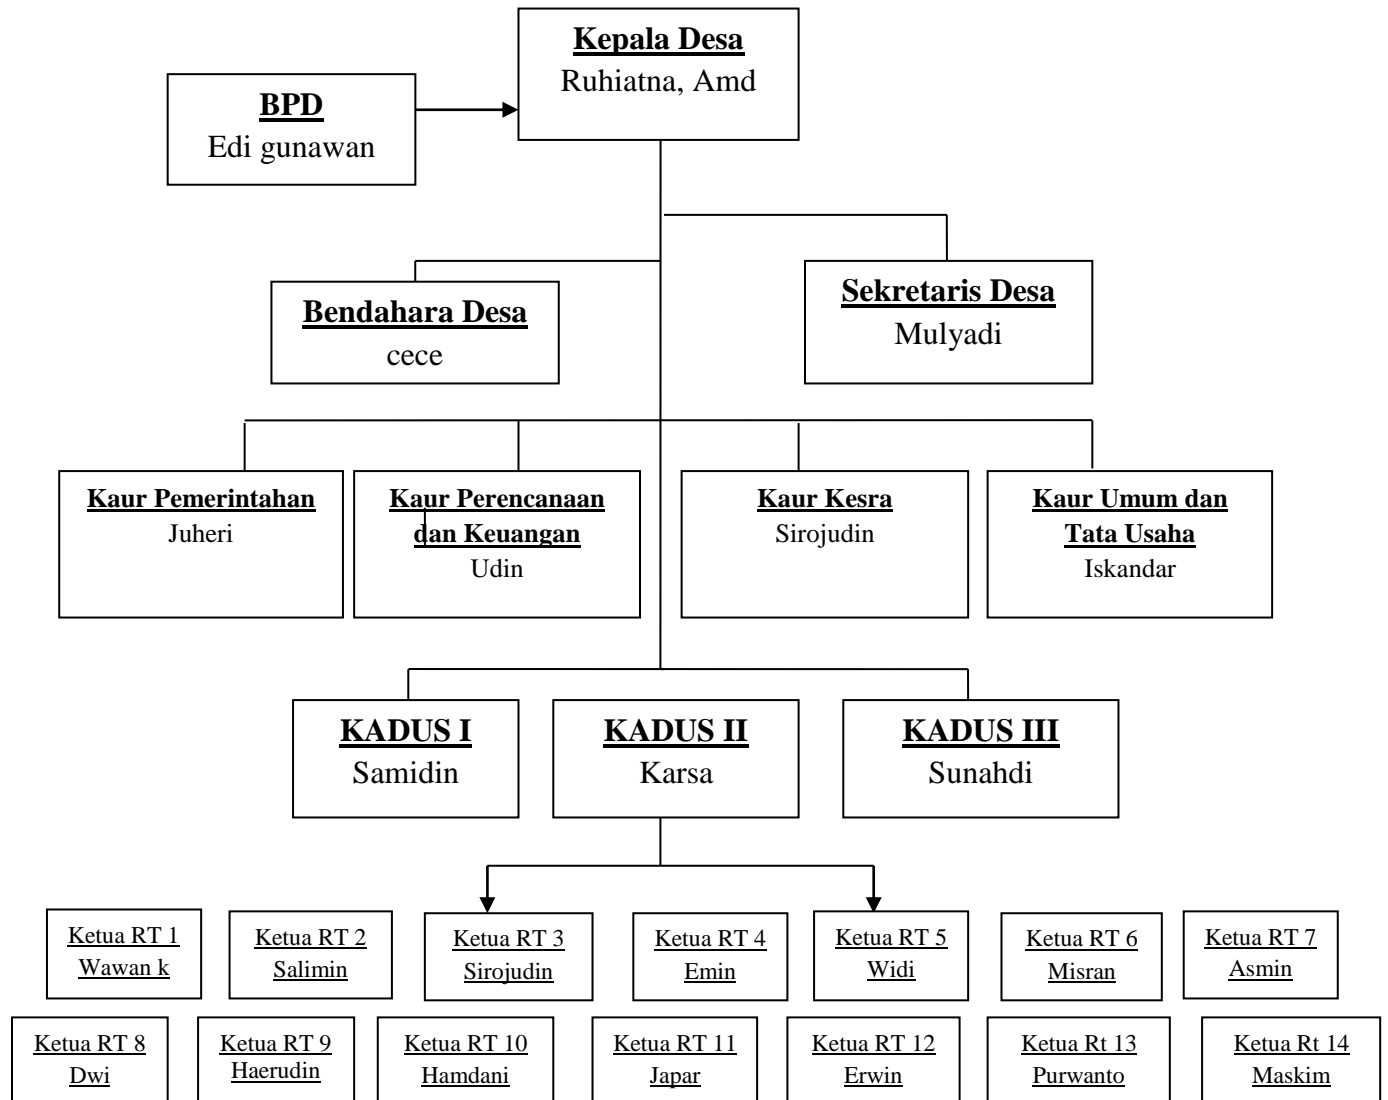 Kepala Desa
Ruhiatna, Amd
BPD
Edi gunawan
Bendahara Desa
cece
Sekretaris Desa
Mulyadi
Kaur Pemerintahan
Juheri
Kaur Perencanaan
dan Keuangan
Udin
Kaur Kesra
Sirojudin
Kaur Umum dan
Tata Usaha
Iskandar
KADUS I
Samidin
KADUS II
Karsa
KADUS III
Sunahdi
Ketua RT 1
Wawan k
Ketua RT 2
Salimin
Ketua RT 3
Sirojudin
Ketua RT 4
Emin
Ketua RT 5
Widi
Ketua RT 6
Misran
Ketua RT 7
Asmin
Ketua RT 8
Dwi
Ketua RT 9
Haerudin
Ketua RT 10
Hamdani
Ketua RT 11
Japar
Ketua RT 12
Erwin
Ketua Rt 13
Purwanto
Ketua Rt 14
Maskim